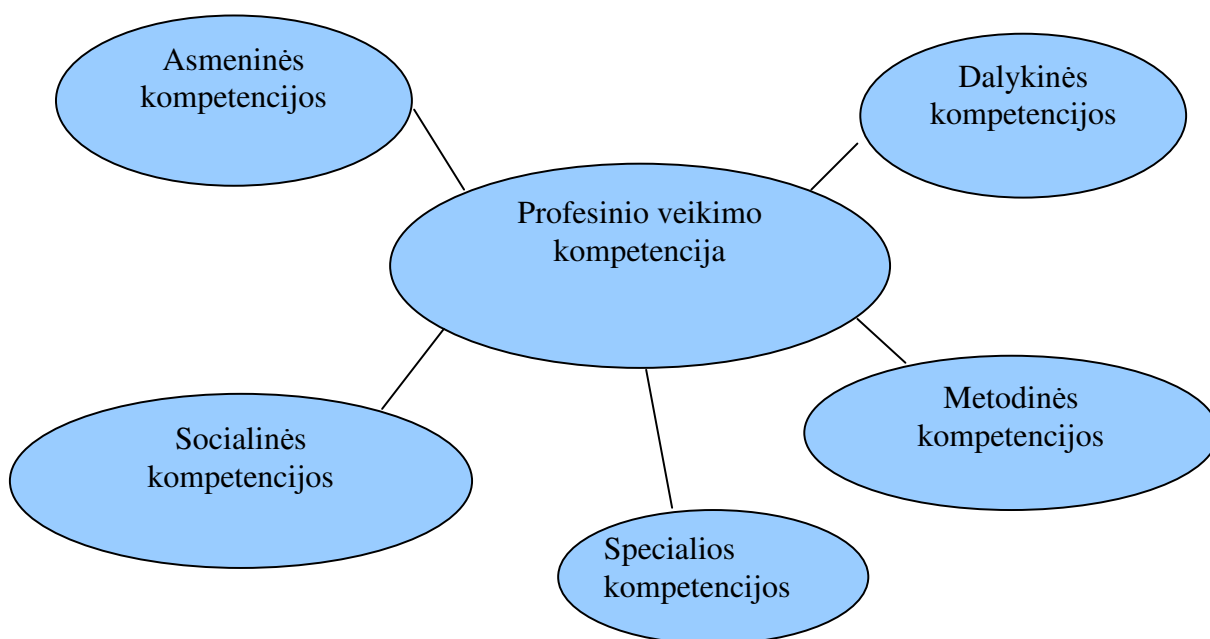 Asmeninės
kompetencijos
Dalykinės
kompetencijos
Profesinio veikimo
kompetencija
Socialinės
kompetencijos
Metodinės
kompetencijos
Specialios
kompetencijos